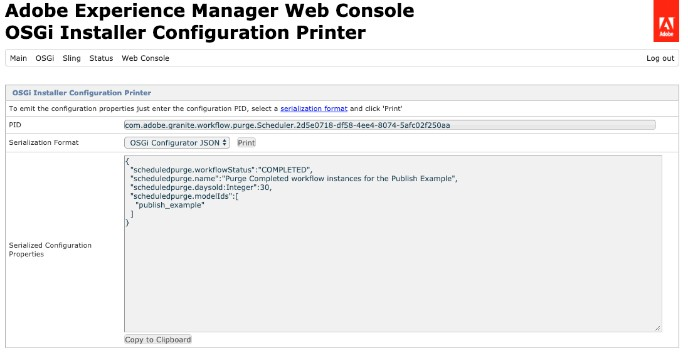 Adobe Experience Manager Web Console
OSGi Installer Configuration Printer
Adobe
Main OSGi Sling Status Web Console Log out
OSGi Installer Configuration Printer
To emit the configuration properties just enter the configuration PID, select a serialization format and click 'Print'
PID com.adobe.granite.workflow.purge.Scheduler.2d5e0718-df58-4ee4-8074-5afc02f250aa
Serialization Format OSGi Configurator JSON Print
{
"scheduledpurge.workflowStatus":"COMPLETED",
"scheduledpurge.name":"Purge Completed workflow instances for the Publish Example",
"scheduledpurge.daysold:Integer":30,
"scheduledpurge.modelIds":[
"publish_example"
]
}
Serialized Configuration
Properties
Copy to Clipboard